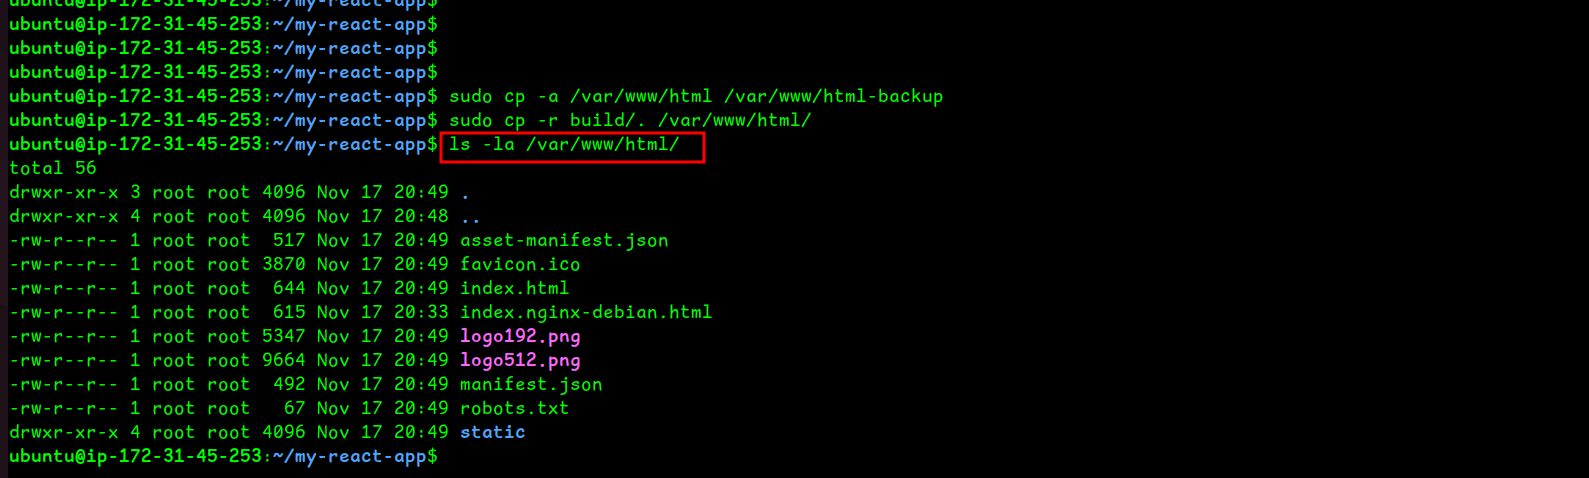 ubuntu@ip-172-31-45-253:~/my-react-app$
ubuntu@ip-172-31-45-253:~/my-react-app$
ubuntu@ip-172-31-45-253:~/my-react-app$
ubuntu@ip-172-31-45-253:~/my-react-app$
ubuntu@ip-172-31-45-253:~/my-react-app$ sudo cp -a /var/www/html /var/www/html-backup
ubuntu@ip-172-31-45-253:~/my-react-app$ sudo cp -r build/. /var/www/html/
ubuntu@ip-172-31-45-253:~/my-react-app$ ls -la /var/www/html/
total 56
drwxr-xr-x 3 root root 4096 Nov 17 20:49 .
drwxr-xr-x 4 root root 4096 Nov 17 20:48 ..
-rw-r--r-- 1 root root  517 Nov 17 20:49 asset-manifest.json
-rw-r--r-- 1 root root 3870 Nov 17 20:49 favicon.ico
-rw-r--r-- 1 root root  644 Nov 17 20:49 index.html
-rw-r--r-- 1 root root  615 Nov 17 20:33 index.nginx-debian.html
-rw-r--r-- 1 root root 5347 Nov 17 20:49 logo192.png
-rw-r--r-- 1 root root 9664 Nov 17 20:49 logo512.png
-rw-r--r-- 1 root root  492 Nov 17 20:49 manifest.json
-rw-r--r-- 1 root root   67 Nov 17 20:49 robots.txt
drwxr-xr-x 4 root root 4096 Nov 17 20:49 static
ubuntu@ip-172-31-45-253:~/my-react-app$